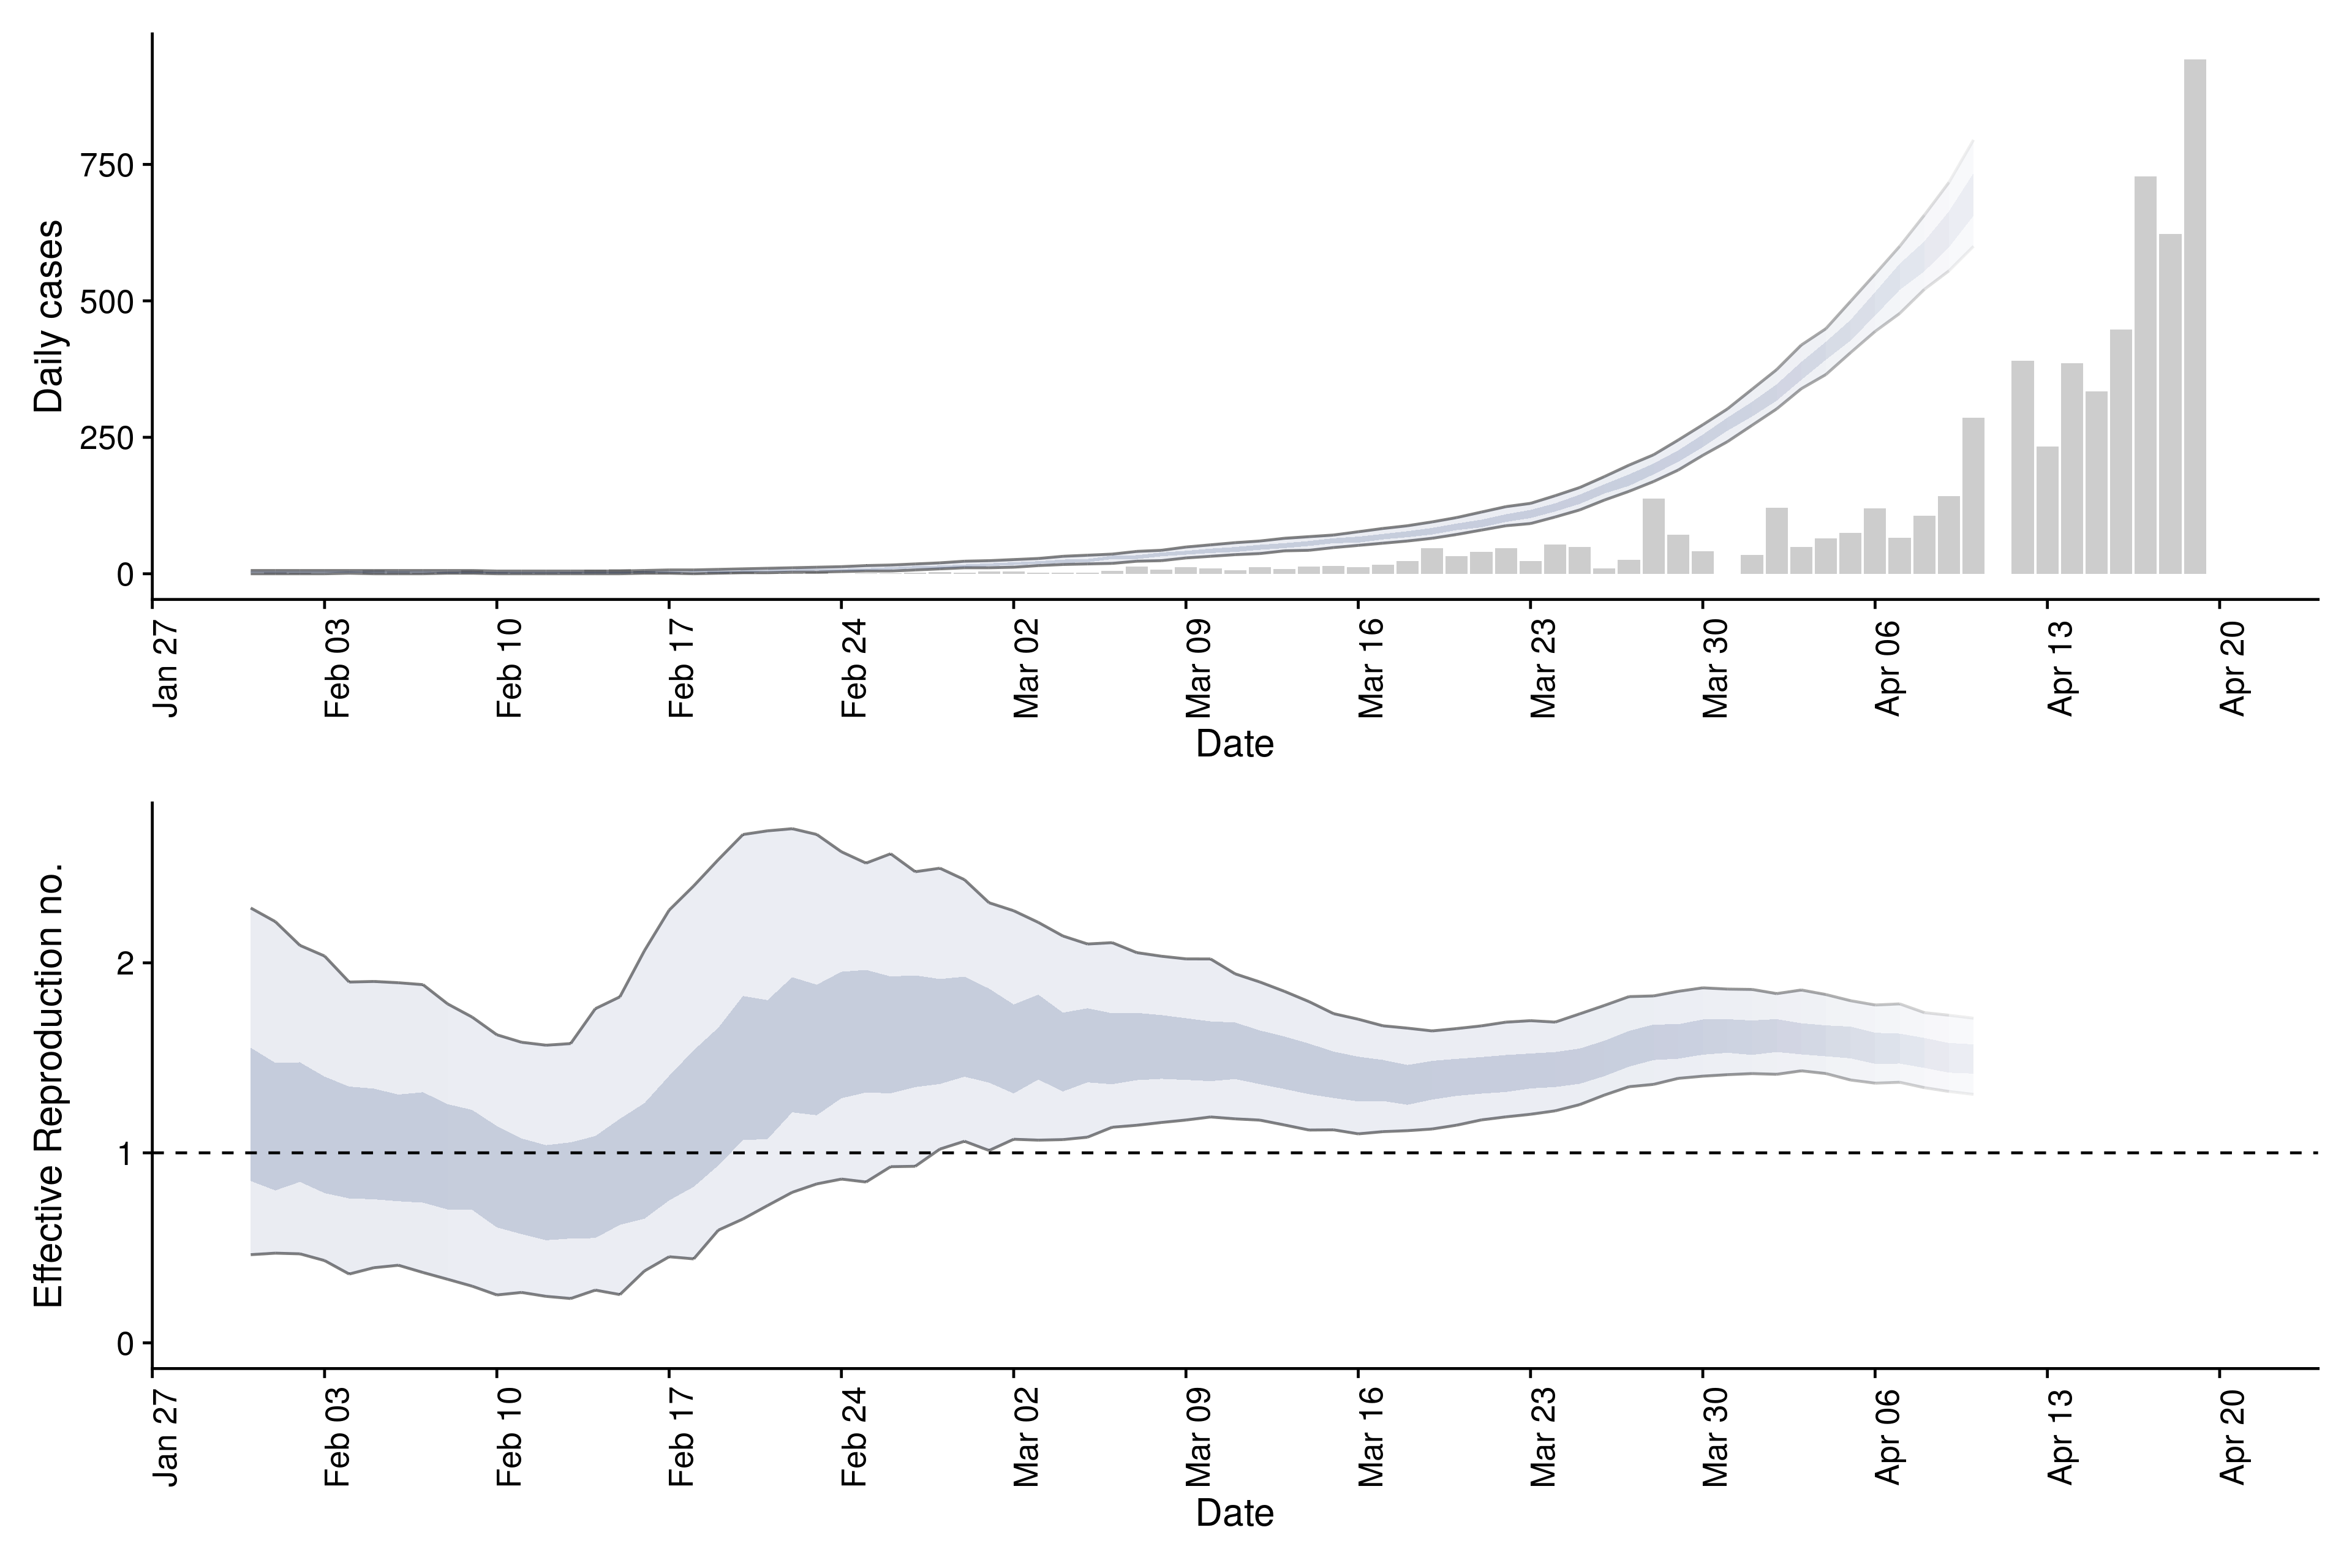 Daily cases
750
500
250
0
Jan 27
Feb 03
Feb 10
Feb 17
Feb 24
Mar 02
Mar 09
Mar 16
Mar 23
Mar 30
Apr 06
Apr 13
Apr 20
Date
Effective Reproduction no.
2
1
0
Jan 27
Feb 03
Feb 10
Feb 17
Feb 24
Mar 02
Mar 09
Mar 16
Mar 23
Mar 30
Apr 06
Apr 13
Apr 20
Date